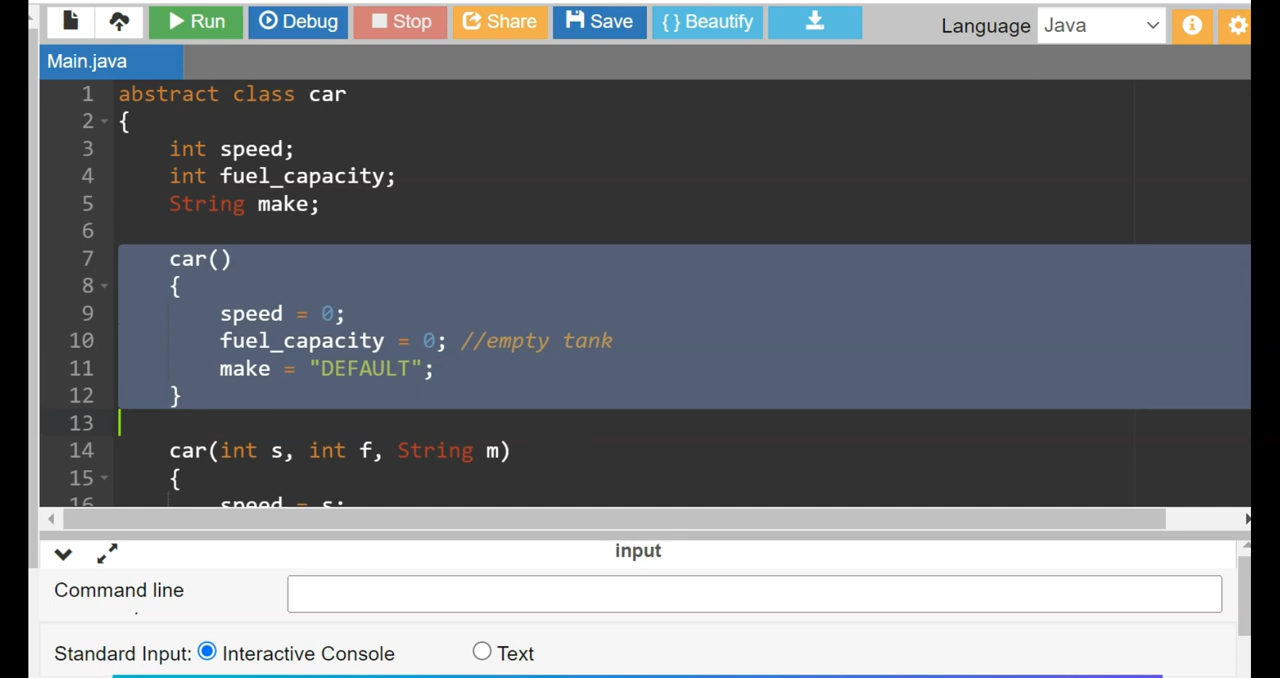 Run Debug Stop Share Save { } Beautify Language Java
Main.java
1 abstract class car
2 {
3 int speed;
4 int fuel_capacity;
5 String make;
6
7 car()
8 {
9 speed = 0;
10 fuel_capacity = 0; //empty tank
11 make = "DEFAULT";
12 }
13
14 car(int s, int f, String m)
15 {
16 speed = s;
input
Command line
Standard Input: Interactive Console Text